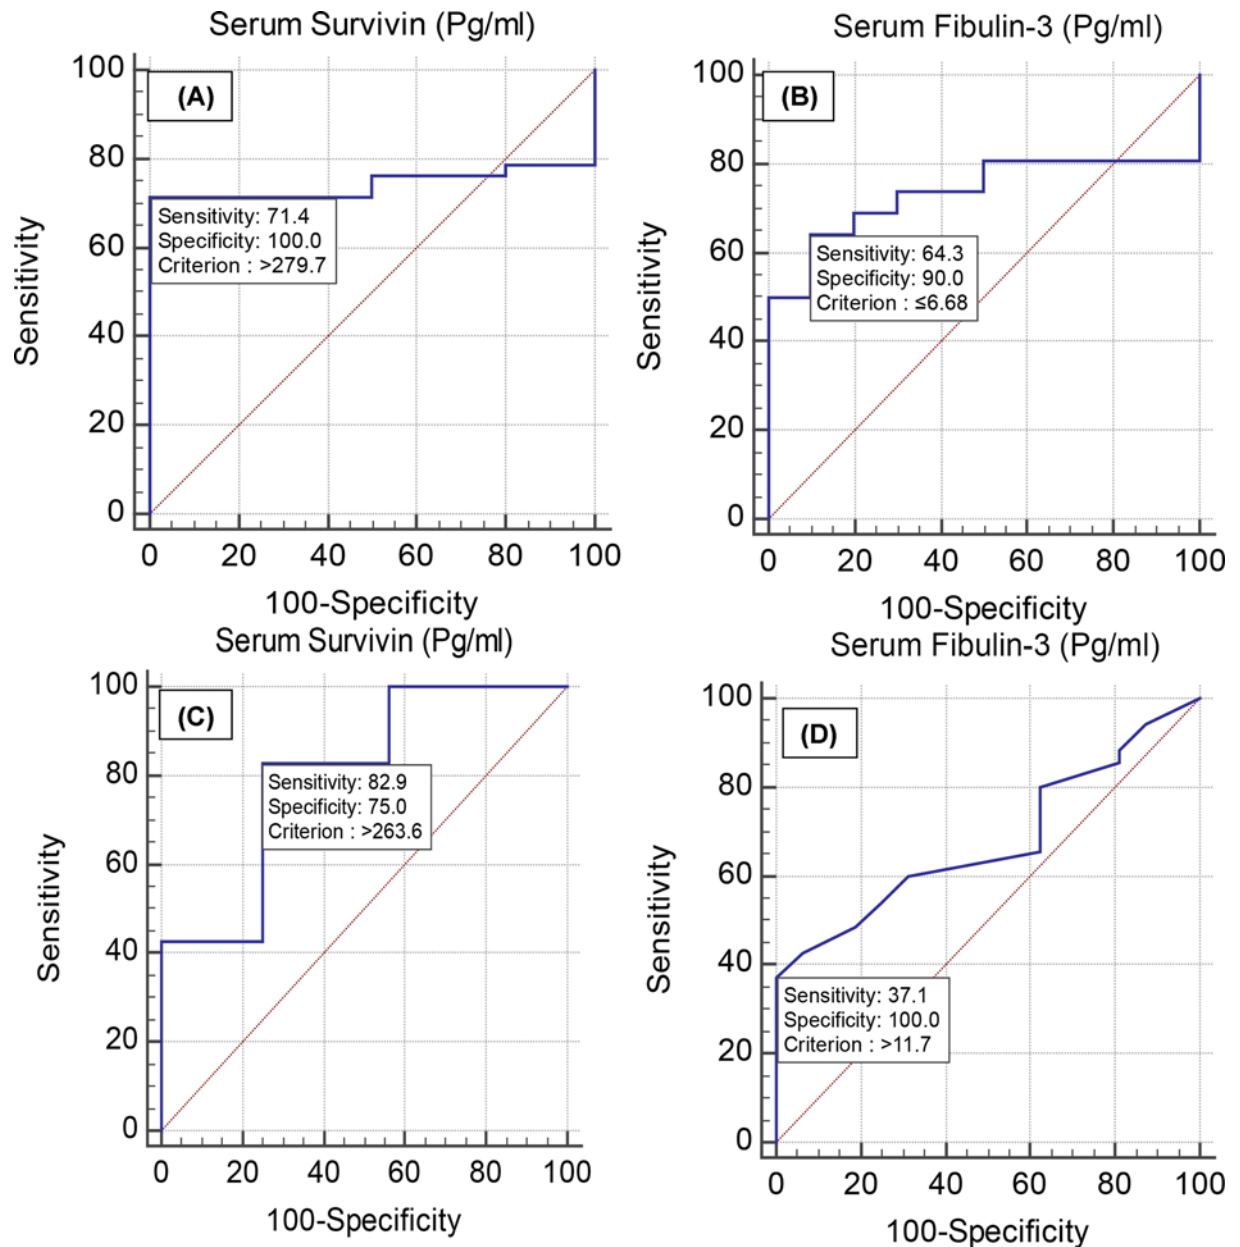 Serum Survivin (Pg/ml)
(A)
Sensitivity
100
80
60
40
20
0
Sensitivity: 71.4
Specificity: 100.0
Criterion : >279.7
0 20 40 60 80 100
100-Specificity
Serum Fibulin-3 (Pg/ml)
(B)
Sensitivity
100
80
60
40
20
0
Sensitivity: 64.3
Specificity: 90.0
Criterion : ≤6.68
0 20 40 60 80 100
100-Specificity
Serum Survivin (Pg/ml)
(C)
Sensitivity
100
80
60
40
20
0
Sensitivity: 82.9
Specificity: 75.0
Criterion : >263.6
0 20 40 60 80 100
100-Specificity
Serum Fibulin-3 (Pg/ml)
(D)
Sensitivity
100
80
60
40
20
0
Sensitivity: 37.1
Specificity: 100.0
Criterion : >11.7
0 20 40 60 80 100
100-Specificity